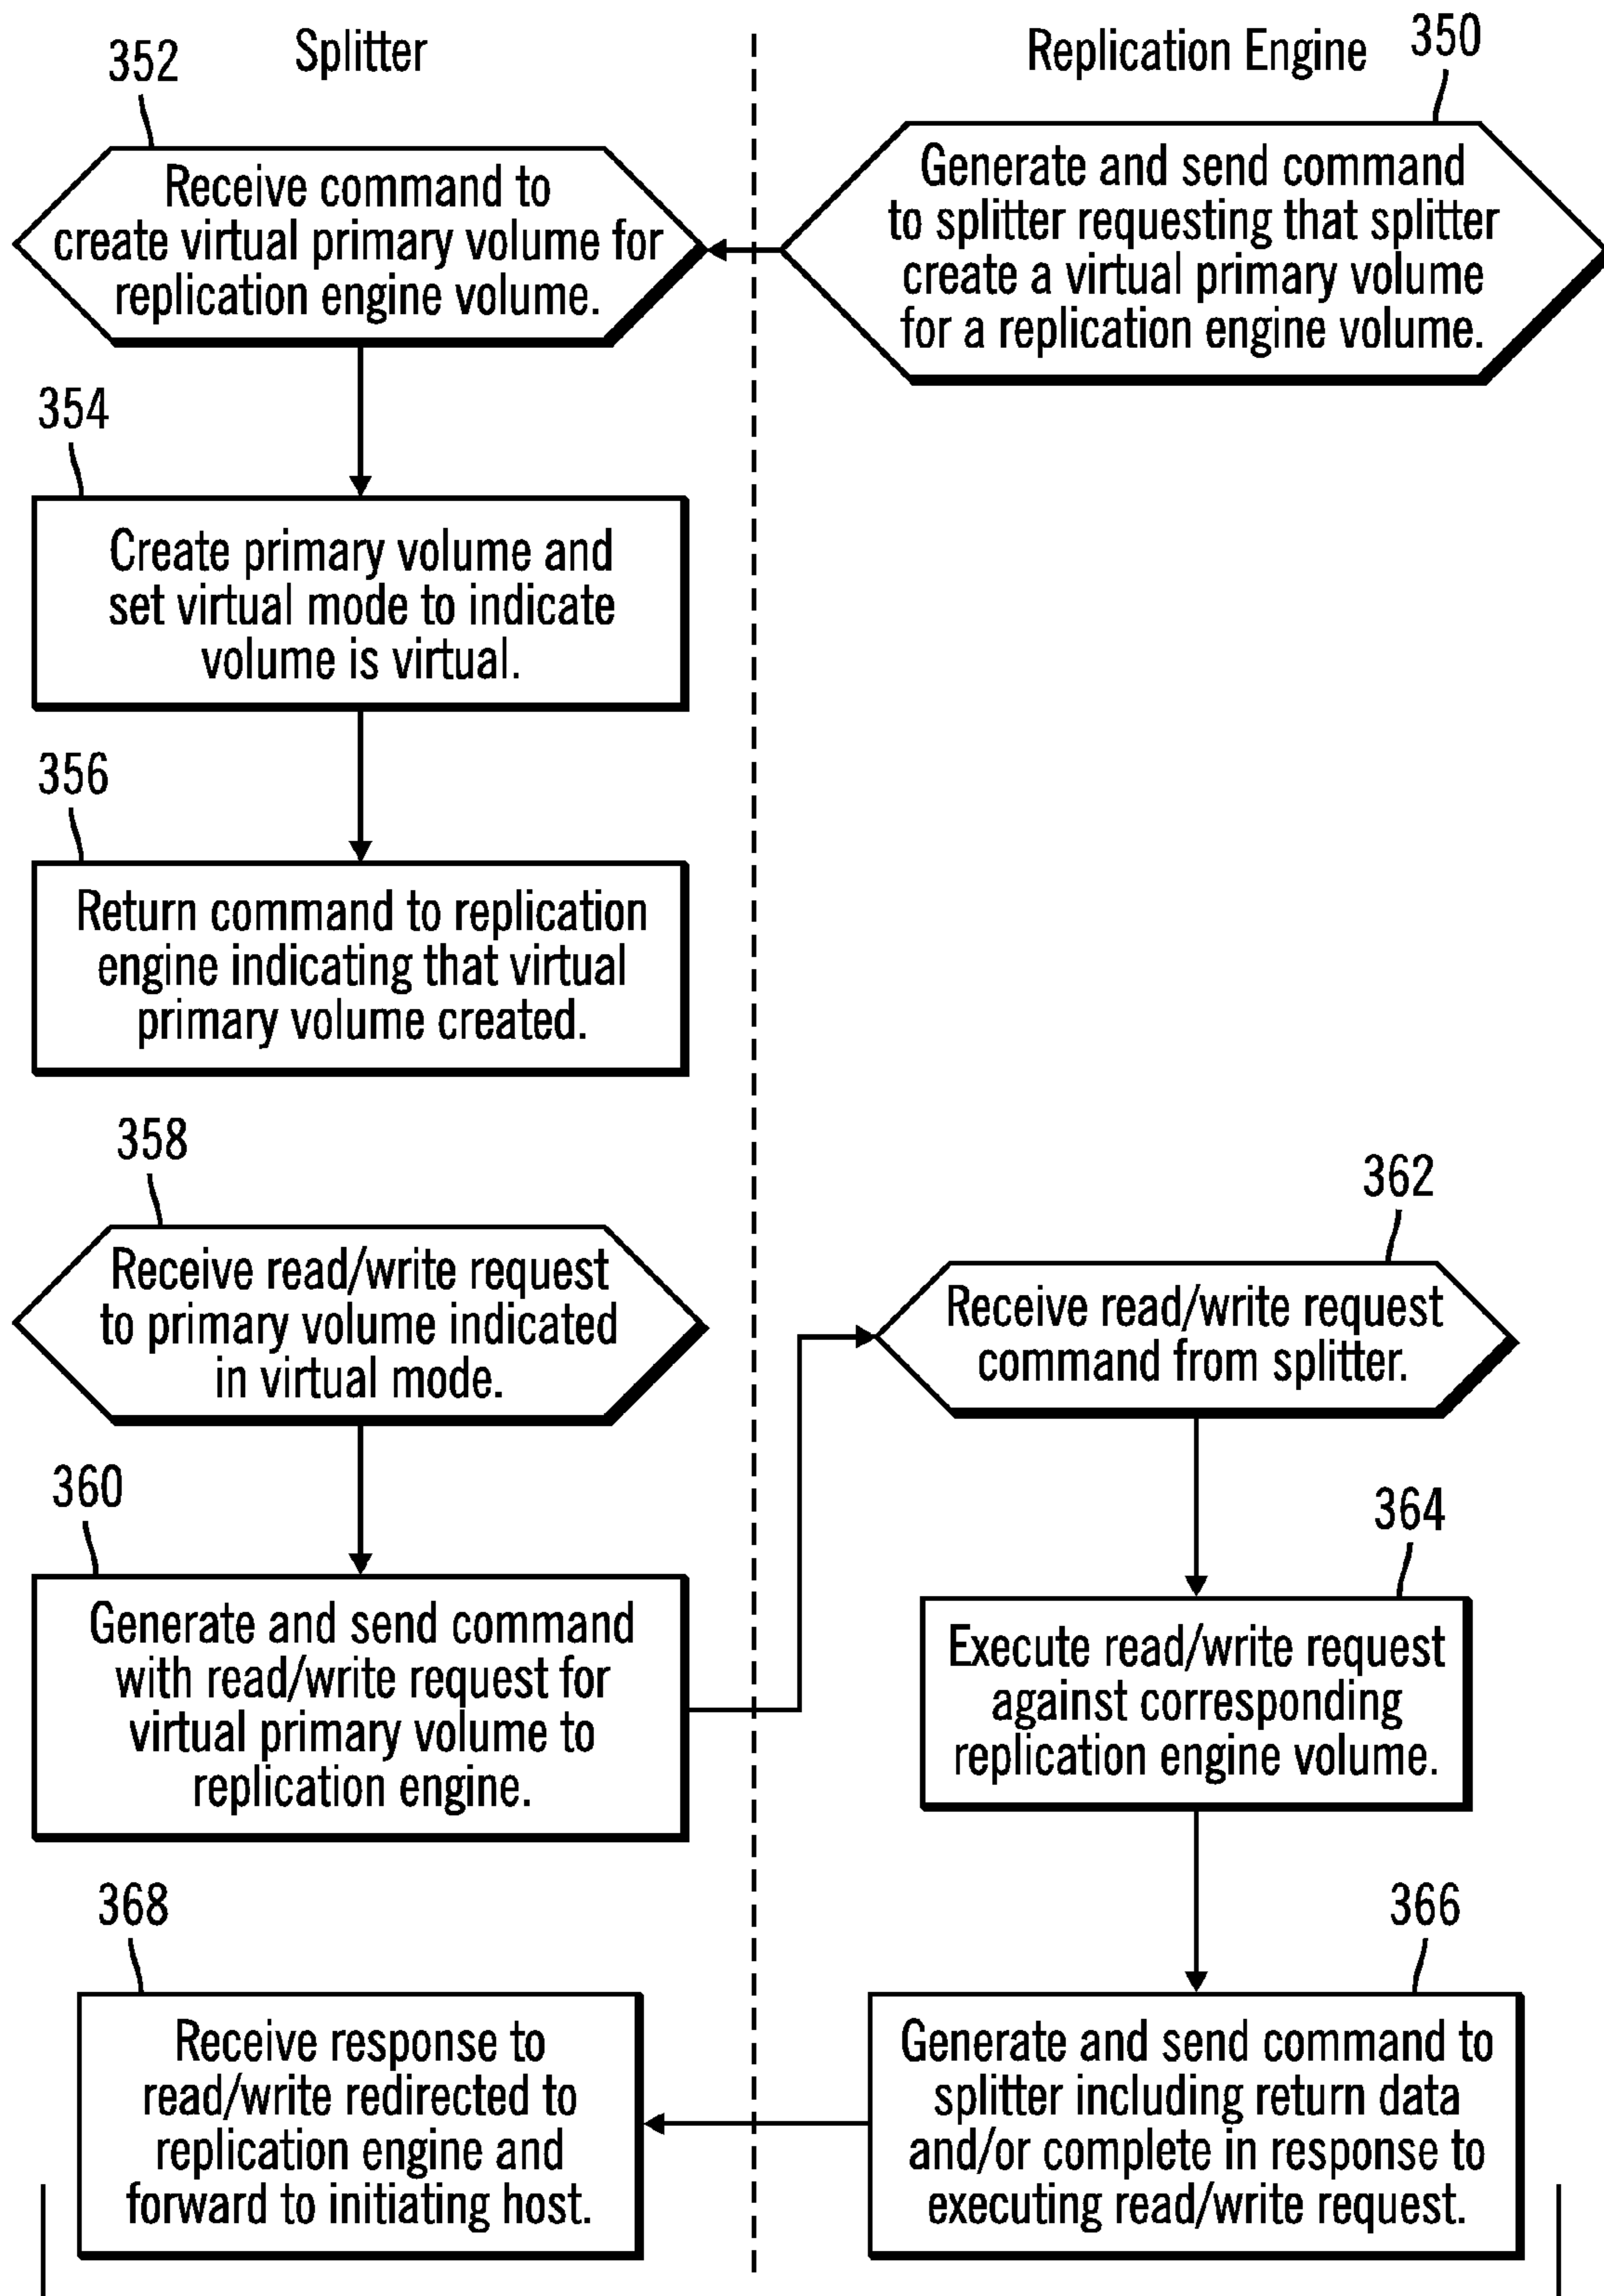 Splitter
Replication Engine
350
352
Generate and send command
to splitter requesting that splitter
create a virtual primary volume
for a replication engine volume.
Receive command to
create virtual primary volume for
replication engine volume.
354
Create primary volume and
set virtual mode to indicate
volume is virtual.
356
Return command to replication
engine indicating that virtual
primary volume created.
358
Receive read/write request
to primary volume indicated
in virtual mode.
360
Generate and send command
with read/write request for
virtual primary volume to
replication engine.
362
Receive read/write request
command from splitter.
364
Execute read/write request
against corresponding
replication engine volume.
366
Generate and send command to
splitter including return data
and/or complete in response to
executing read/write request.
368
Receive response to
read/write redirected to
replication engine and
forward to initiating host.